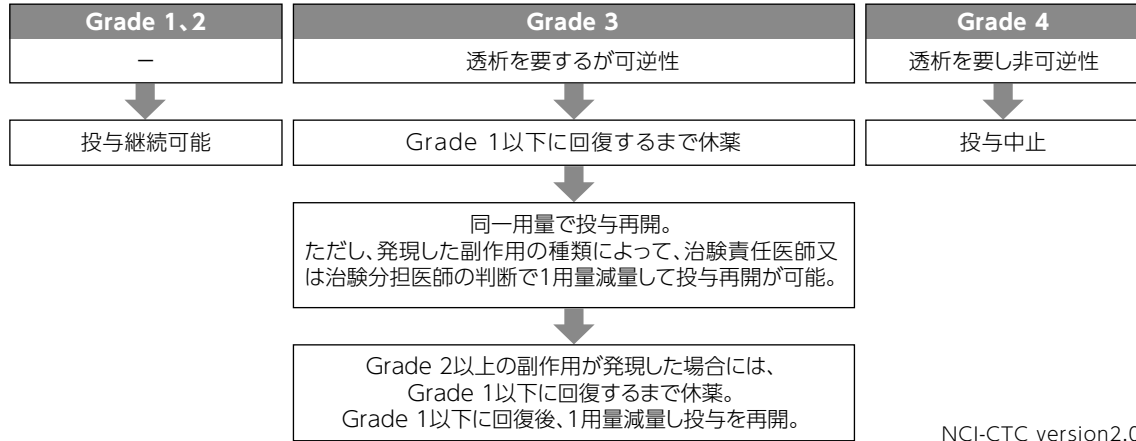 Grade 1、2
Grade 3
Grade 4
－
透析を要するが可逆性
透析を要し非可逆性
投与継続可能
Grade 1以下に回復するまで休薬
投与中止
同一用量で投与再開。
ただし、発現した副作用の種類によって、治験責任医師又
は治験分担医師の判断で1用量減量して投与再開が可能。
Grade 2以上の副作用が発現した場合には、
Grade 1以下に回復するまで休薬。
Grade 1以下に回復後、1用量減量し投与を再開。
NCI-CTC version2.0